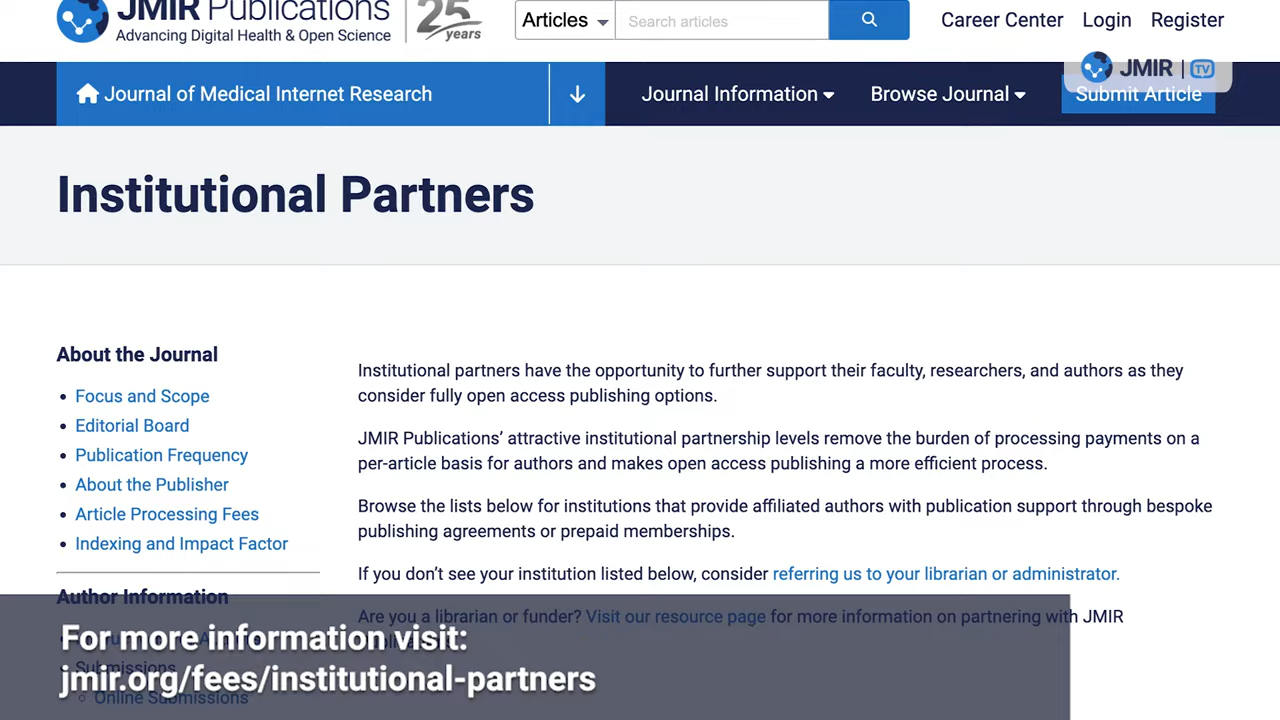 JMIR Publications
Advancing Digital Health & Open Science
25 years
Articles
Search articles
Career Center
Login
Register
JMIR | TV
Journal of Medical Internet Research
Journal Information
Browse Journal
Submit Article
Institutional Partners
About the Journal
Focus and Scope
Editorial Board
Publication Frequency
About the Publisher
Article Processing Fees
Indexing and Impact Factor
Author Information
Submissions
Online Submissions
Institutional partners have the opportunity to further support their faculty, researchers, and authors as they
consider fully open access publishing options.
JMIR Publications’ attractive institutional partnership levels remove the burden of processing payments on a
per-article basis for authors and makes open access publishing a more efficient process.
Browse the lists below for institutions that provide affiliated authors with publication support through bespoke
publishing agreements or prepaid memberships.
If you don’t see your institution listed below, consider referring us to your librarian or administrator.
Are you a librarian or funder? Visit our resource page for more information on partnering with JMIR
For more information visit:
jmir.org/fees/institutional-partners